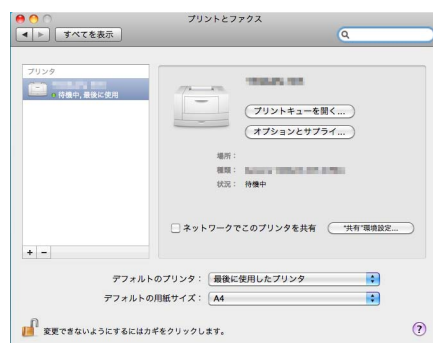 プリントとファクス
すべてを表示
プリンタ
待機中, 最後に使用
プリントキューを開く...
オプションとサプライ...
場所：
種類：
状況： 待機中
ネットワークでこのプリンタを共有
"共有"環境設定...
+ −
デフォルトのプリンタ： 最後に使用したプリンタ
デフォルトの用紙サイズ： A4
変更できないようにするにはカギをクリックします。
?